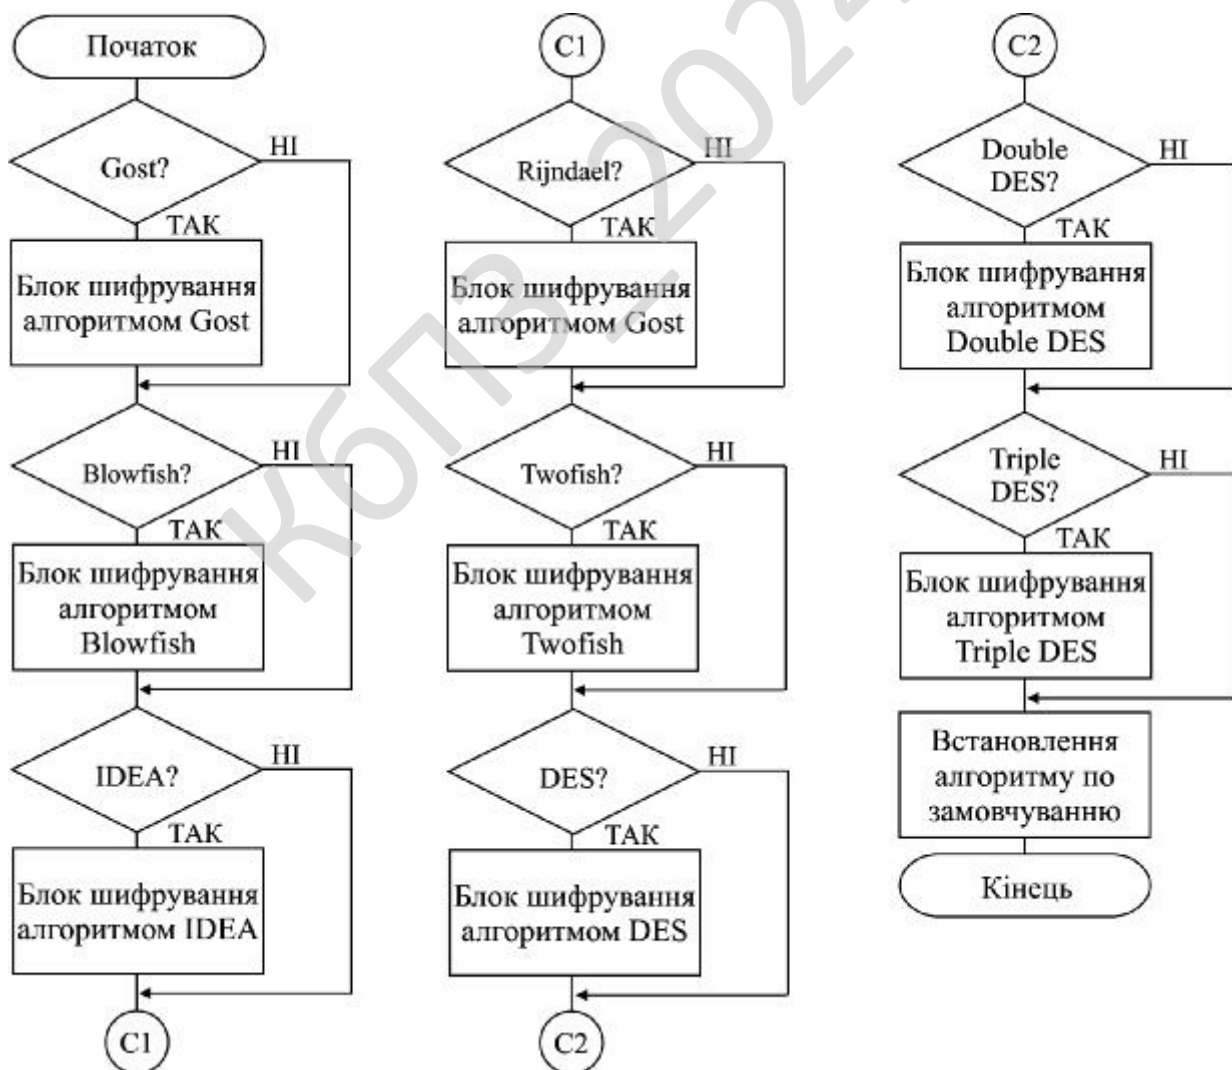 Початок
Gost?
НІ
ТАК
Блок шифрування
алгоритмом Gost
Blowfish?
НІ
ТАК
Блок шифрування
алгоритмом
Blowfish
IDEA?
НІ
ТАК
Блок шифрування
алгоритмом IDEA
C1
C1
Rijndael?
НІ
ТАК
Блок шифрування
алгоритмом Gost
Twofish?
НІ
ТАК
Блок шифрування
алгоритмом
Twofish
DES?
НІ
ТАК
Блок шифрування
алгоритмом DES
C2
C2
Double
DES?
НІ
ТАК
Блок шифрування
алгоритмом
Double DES
Triple
DES?
НІ
ТАК
Блок шифрування
алгоритмом
Triple DES
Встановлення
алгоритму по
замовчуванню
Кінець
КбПЗ_2024